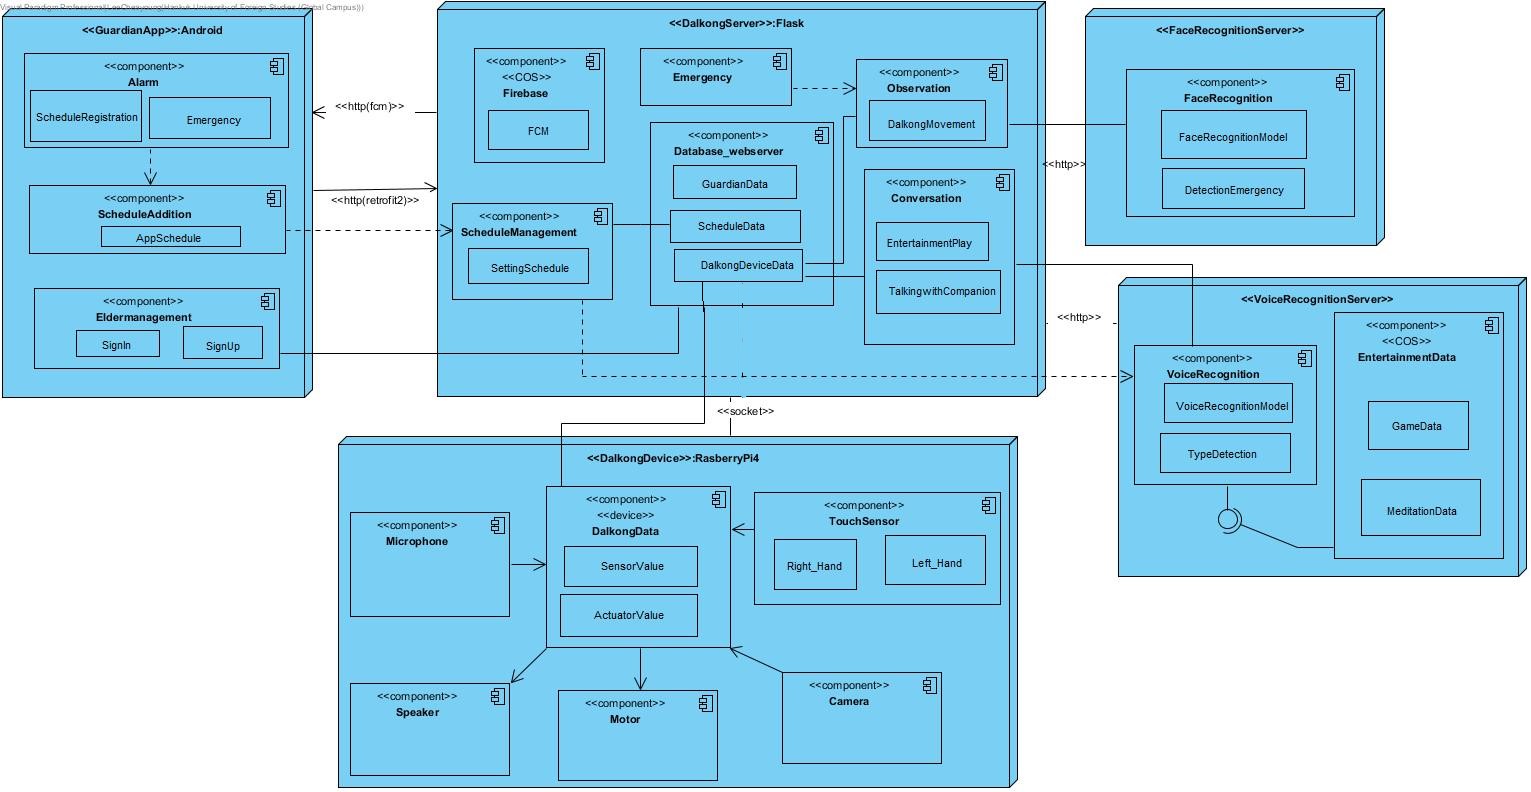 Visual Paradigm Professional(LeeChaeyoung(Hankuk University of Foreign Studies (Global Campus)))
<<GuardianApp>>:Android
<<component>>
Alarm
ScheduleRegistration
Emergency
<<component>>
ScheduleAddition
AppSchedule
<<component>>
Eldermanagement
SignIn
SignUp
<<http(fcm)>>
<<http(retrofit2)>>
<<DalkongServer>>:Flask
<<component>>
<<COS>>
Firebase
FCM
<<component>>
Emergency
<<component>>
Observation
DalkongMovement
<<component>>
Database_webserver
GuardianData
ScheduleData
DalkongDeviceData
<<component>>
ScheduleManagement
SettingSchedule
<<component>>
Conversation
EntertainmentPlay
TalkingwithCompanion
<<http>>
<<FaceRecognitionServer>>
<<component>>
FaceRecognition
FaceRecognitionModel
DetectionEmergency
<<http>>
<<VoiceRecognitionServer>>
<<component>>
VoiceRecognition
VoiceRecognitionModel
TypeDetection
<<component>>
<<COS>>
EntertainmentData
GameData
MeditationData
<<socket>>
<<DalkongDevice>>:RasberryPi4
<<component>>
Microphone
<<component>>
<<device>>
DalkongData
SensorValue
ActuatorValue
<<component>>
TouchSensor
Right_Hand
Left_Hand
<<component>>
Speaker
<<component>>
Motor
<<component>>
Camera